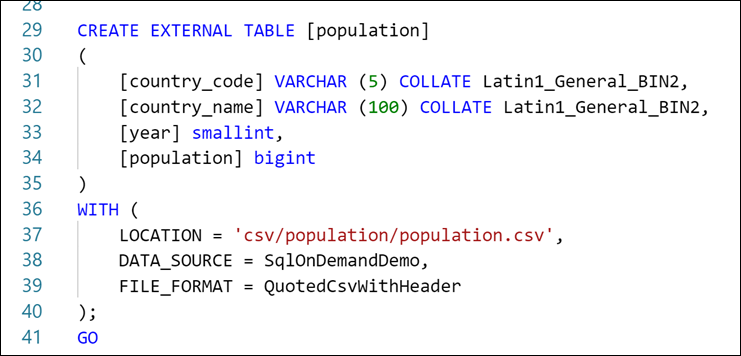 28
29 CREATE EXTERNAL TABLE [population]
30 (
31 [country_code] VARCHAR (5) COLLATE Latin1_General_BIN2,
32 [country_name] VARCHAR (100) COLLATE Latin1_General_BIN2,
33 [year] smallint,
34 [population] bigint
35 )
36 WITH (
37 LOCATION = 'csv/population/population.csv',
38 DATA_SOURCE = SqlOnDemandDemo,
39 FILE_FORMAT = QuotedCsvWithHeader
40 );
41 GO